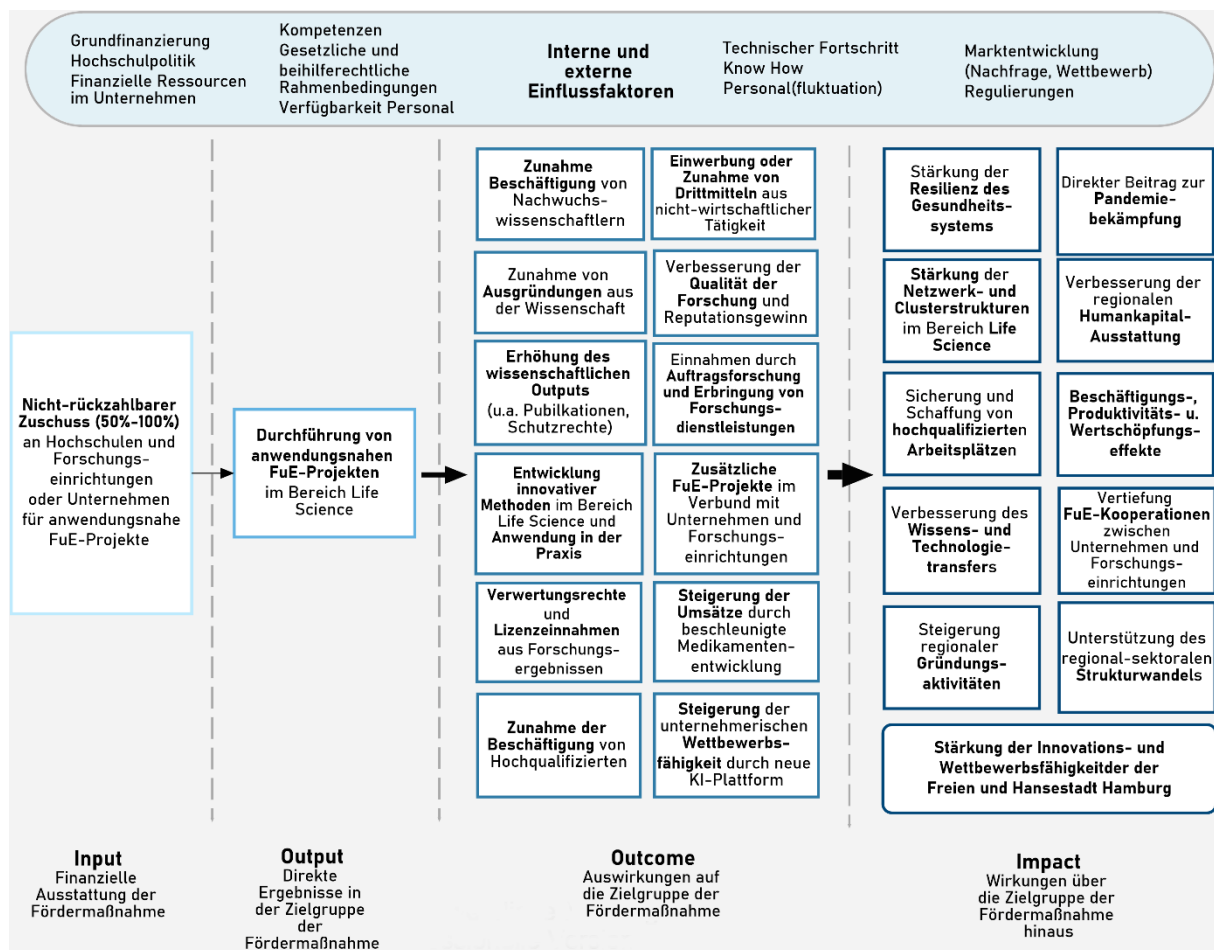 Grundfinanzierung
Hochschulpolitik
Finanzielle Ressourcen
im Unternehmen
Kompetenzen
Gesetzliche und
beihilferechtliche
Rahmenbedingungen
Verfügbarkeit Personal
Interne und
externe
Einflussfaktoren
Technischer Fortschritt
Know How
Personal(fluktuation)
Marktentwicklung
(Nachfrage, Wettbewerb)
Regulierungen
Nicht-rückzahlbarer
Zuschuss (50%-100%)
an Hochschulen und
Forschungs-
einrichtungen
oder Unternehmen
für anwendungsnahe
FuE-Projekte
Durchführung von
anwendungsnahen
FuE-Projekten
im Bereich Life
Science
Zunahme
Beschäftigung von
Nachwuchs-
wissenschaftlern
Einwerbung oder
Zunahme von
Drittmitteln aus
nicht-wirtschaftlicher
Tätigkeit
Zunahme von
Ausgründungen aus
der Wissenschaft
Verbesserung der
Qualität der
Forschung und
Reputationsgewinn
Erhöhung des
wissenschaftlichen
Outputs
(u.a. Pubilkationen,
Schutzrechte)
Einnahmen durch
Auftragsforschung
und Erbringung von
Forschungs-
dienstleistungen
Entwicklung
innovativer
Methoden im Bereich
Life Science und
Anwendung in der
Praxis
Zusätzliche
FuE-Projekte im
Verbund mit
Unternehmen und
Forschungs-
einrichtungen
Verwertungsrechte
und
Lizenzeinnahmen
aus Forschungs-
ergebnissen
Steigerung der
Umsätze durch
beschleunigte
Medikamenten-
entwicklung
Zunahme der
Beschäftigung von
Hochqualifizierten
Steigerung der
unternehmerischen
Wettbewerbs-
fähigkeit durch neue
KI-Plattform
Stärkung der
Resilienz des
Gesundheits-
systems
Direkter Beitrag zur
Pandemie-
bekämpfung
Stärkung der
Netzwerk- und
Clusterstrukturen
im Bereich Life
Science
Verbesserung der
regionalen
Humankapital-
Ausstattung
Sicherung und
Schaffung von
hochqualifizierten
Arbeitsplätzen
Beschäftigungs-,
Produktivitäts- u.
Wertschöpfungs-
effekte
Verbesserung des
Wissens- und
Technologie-
transfers
Vertiefung
FuE-Kooperationen
zwischen
Unternehmen und
Forschungs-
einrichtungen
Steigerung
regionaler
Gründungs-
aktivitäten
Unterstützung des
regional-sektoralen
Strukturwandels
Stärkung der Innovations- und
Wettbewerbsfähigkeitder der
Freien und Hansestadt Hamburg
Input
Finanzielle
Ausstattung der
Fördermaßnahme
Output
Direkte
Ergebnisse in
der Zielgruppe
der
Fördermaßnahme
Outcome
Auswirkungen auf
die Zielgruppe der
Fördermaßnahme
Impact
Wirkungen über
die Zielgruppe der
Fördermaßnahme
hinaus